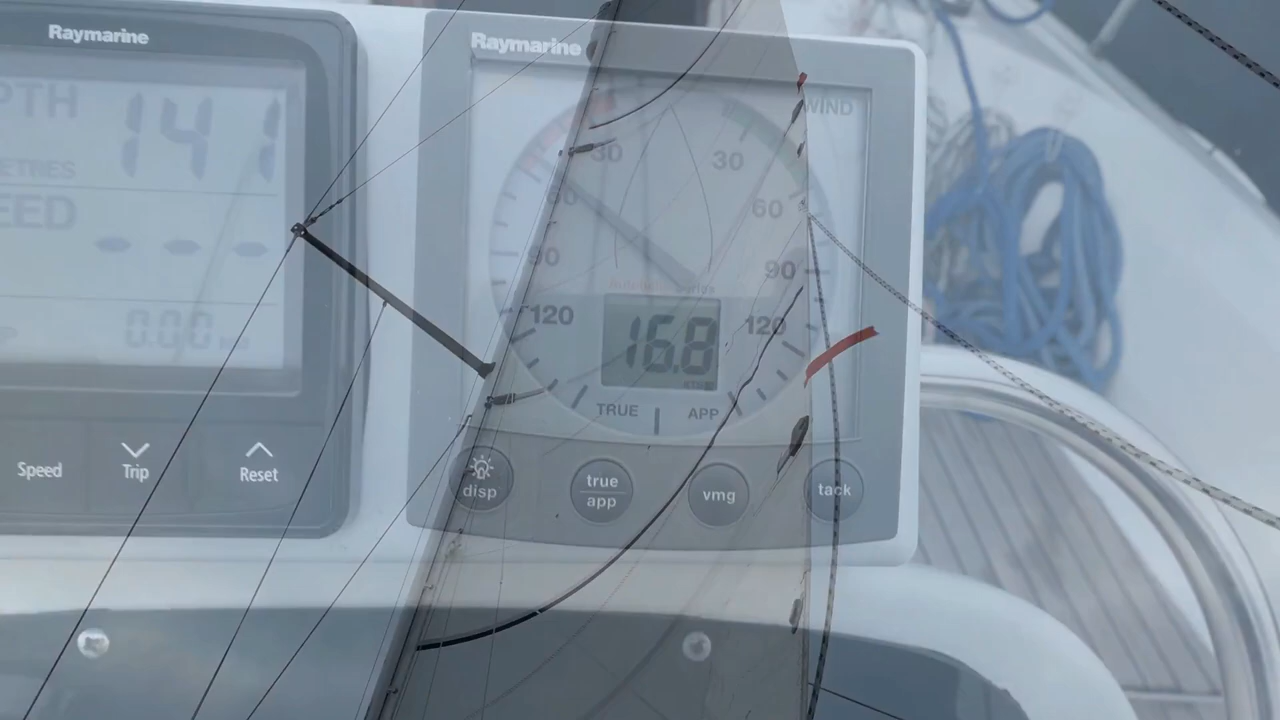 Raymarine
PTH 141
METRES
EED - - -
0.00
Speed
Trip
Reset
Raymarine
WIND
30 30
60 60
90 90
120 120
16.8
TRUE APP
disp
true
app
vmg
tack